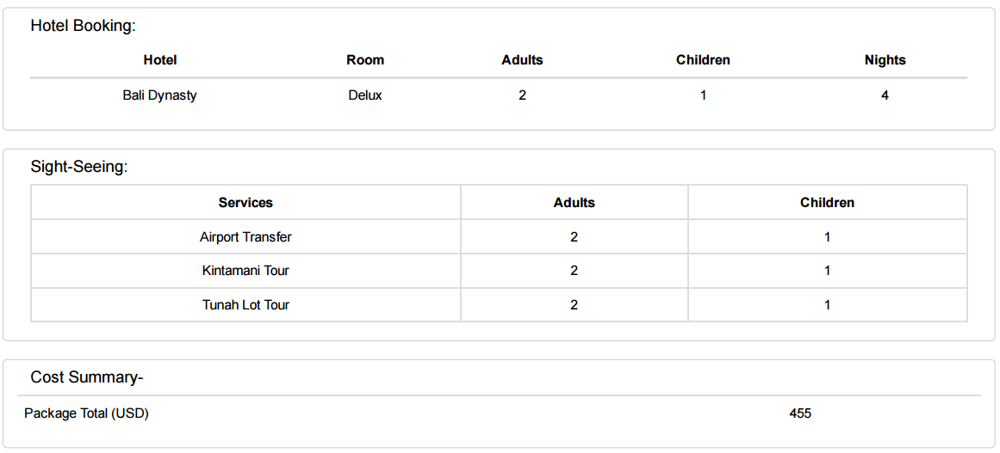 Hotel Booking:
Hotel Room Adults Children Nights
Bali Dynasty Delux 2 1 4
Sight-Seeing:
Services Adults Children
Airport Transfer 2 1
Kintamani Tour 2 1
Tunah Lot Tour 2 1
Cost Summary-
Package Total (USD) 455